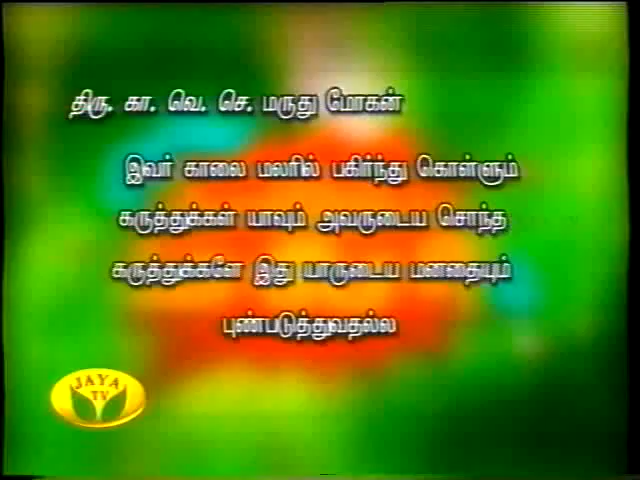 திரு. கா. வெ. செ. மருது மோகன்
இவர் காலை மலரில் பகிர்ந்து கொள்ளும்
கருத்துக்கள் யாவும் அவருடைய சொந்த
கருத்துக்களே இது யாருடைய மனதையும்
புண்படுத்துவதல்ல
JAYA
TV